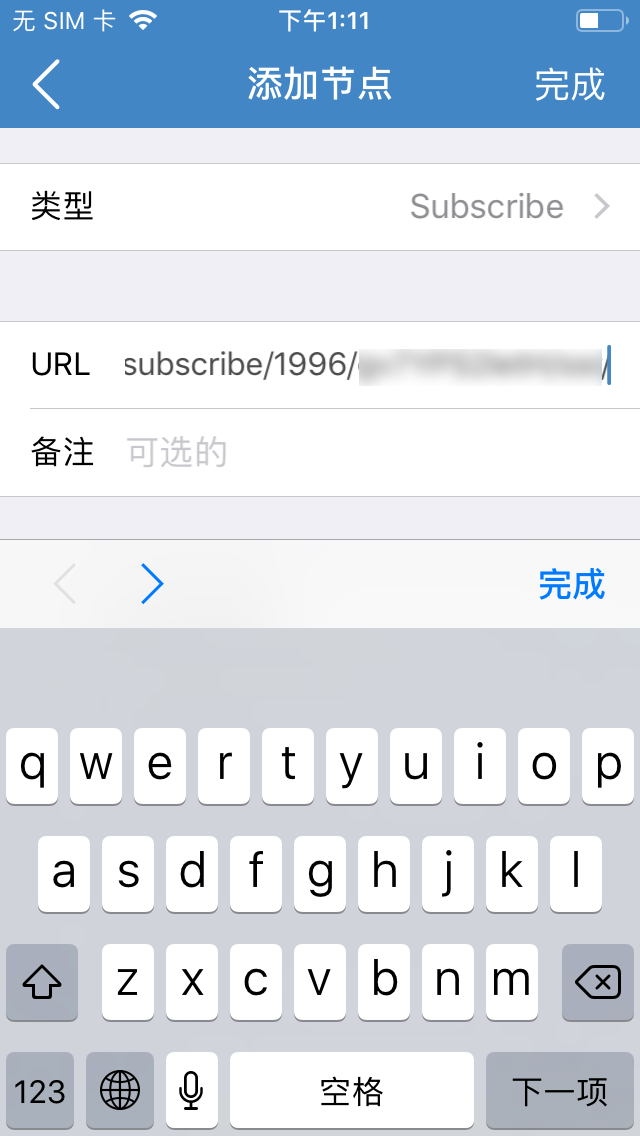 无 SIM 卡 下午1:11
添加节点 完成
类型 Subscribe
URL subscribe/1996/ /
备注 可选的
完成
q w e r t y u i o p
a s d f g h j k l
z x c v b n m
123 空格 下一项